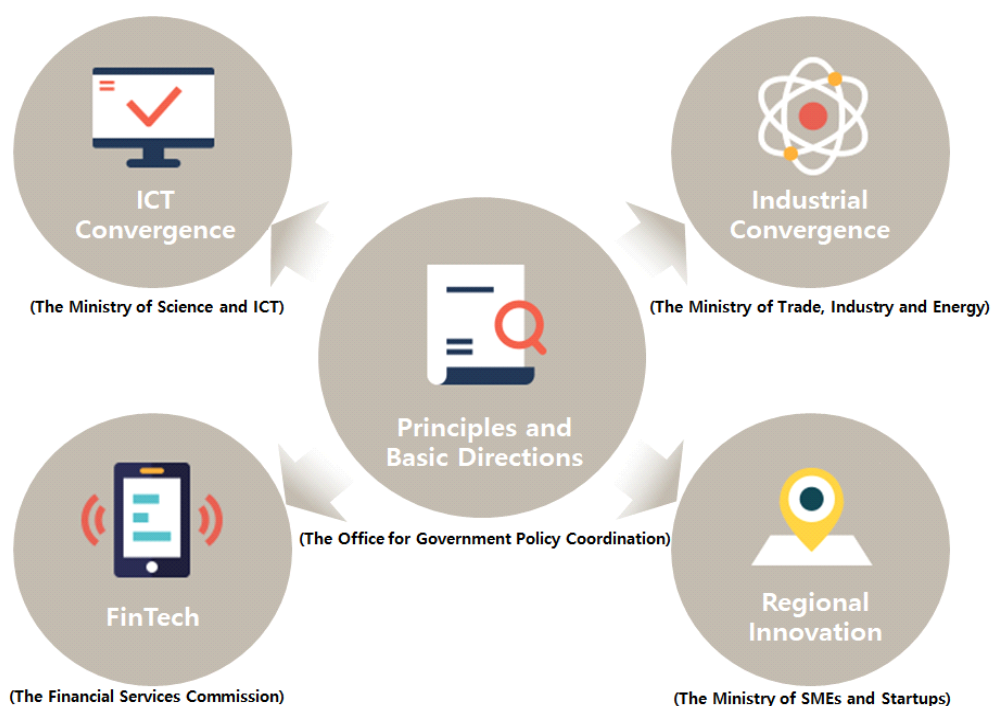 ICT
Convergence
(The Ministry of Science and ICT)
Industrial
Convergence
(The Ministry of Trade, Industry and Energy)
Principles and
Basic Directions
(The Office for Government Policy Coordination)
FinTech
(The Financial Services Commission)
Regional
Innovation
(The Ministry of SMEs and Startups)